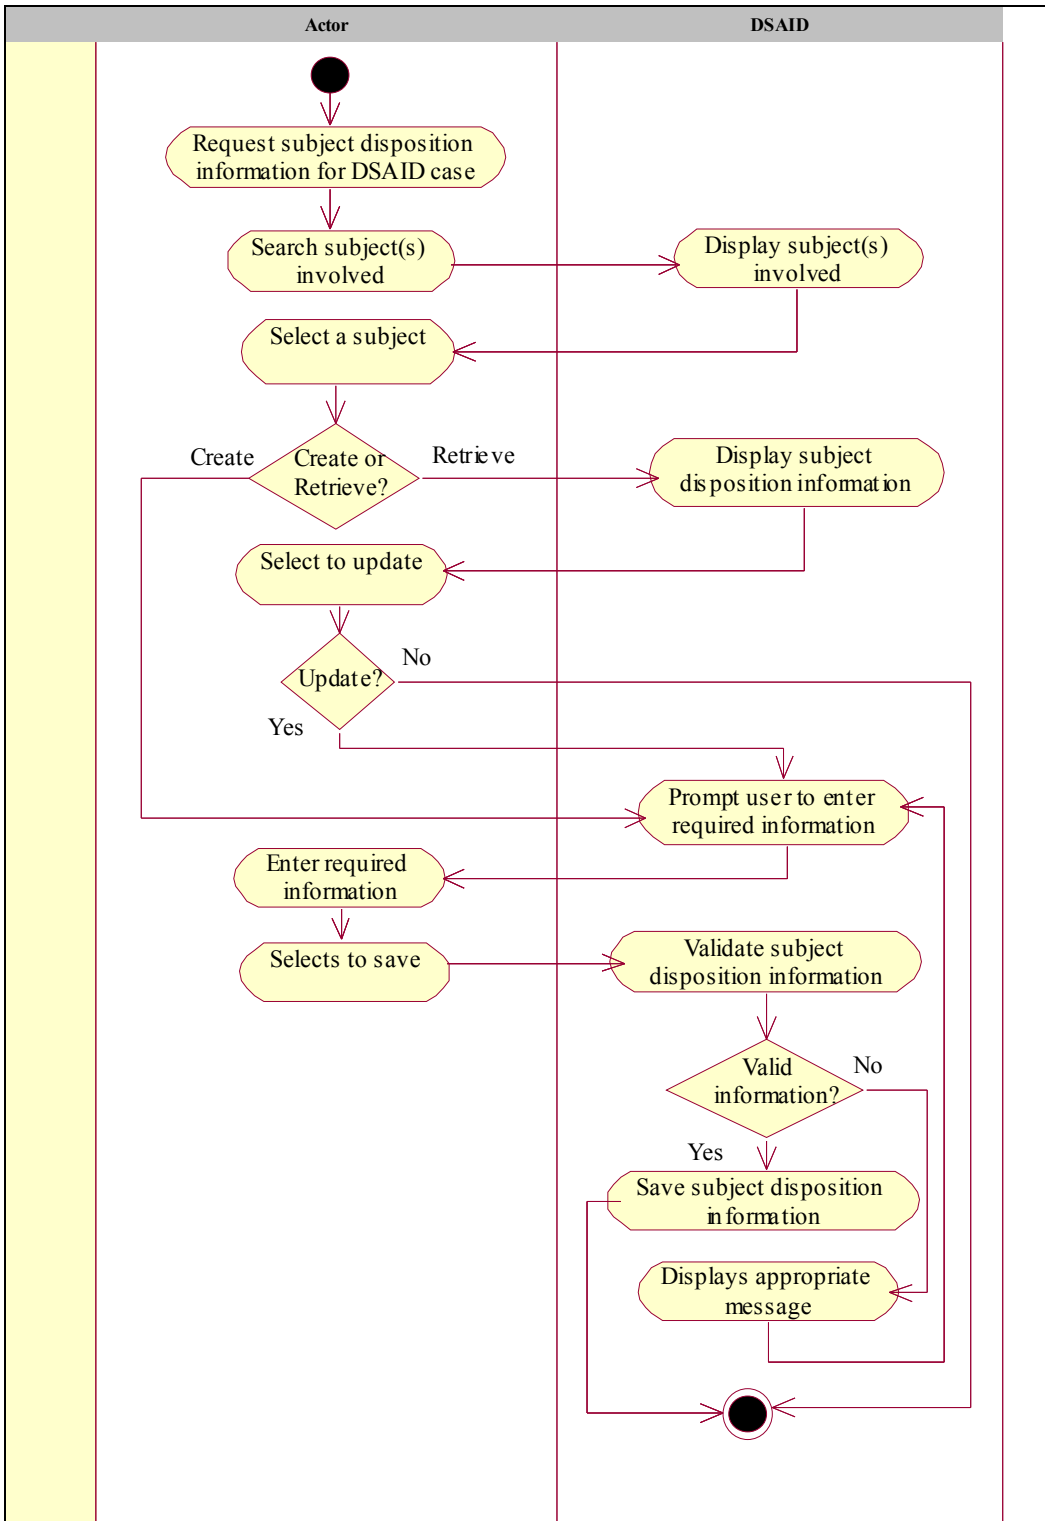 Actor
DSAID
Request subject disposition
information for DSAID case
Search subject(s)
involved
Display subject(s)
involved
Select a subject
Create
Create or
Retrieve?
Retrieve
Display subject
disposition information
Select to update
Update?
No
Yes
Prompt user to enter
required information
Enter required
information
Selects to save
Validate subject
disposition information
Valid
information?
No
Yes
Save subject disposition
information
Displays appropriate
message